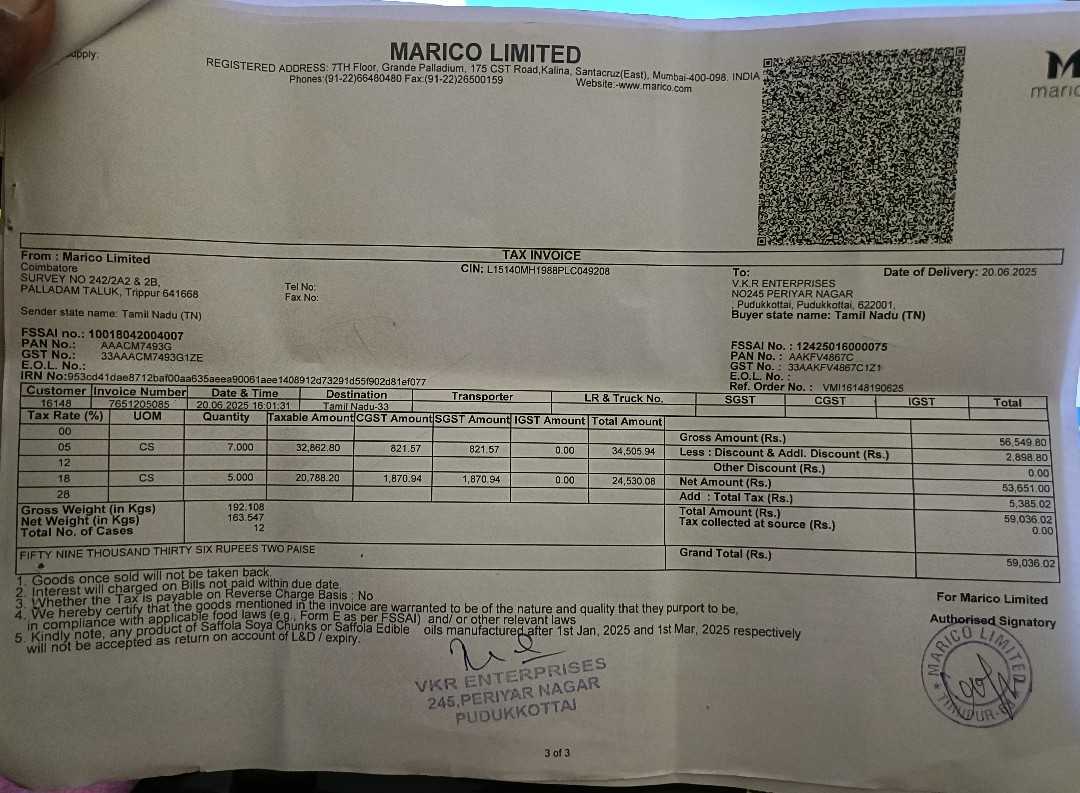 upply:
MARICO LIMITED
REGISTERED ADDRESS: 7TH Floor, Grande Palladium, 175 CST Road,Kalina, Santacruz(East), Mumbai-400-098. INDIA
Phones:(91-22)66480480 Fax:(91-22)26500159 Website:-www.marico.com
M
maric
TAX INVOICE
CIN: L15140MH1988PLC049208
From : Marico Limited
Coimbatore
SURVEY NO 242/2A2 & 2B,
PALLADAM TALUK, Trippur 641668
Tel No:
Fax No:
Sender state name: Tamil Nadu (TN)
FSSAI no.: 10018042004007
PAN No.: AAACM7493G
GST No.: 33AAACM7493G1ZE
E.O.L. No.:
IRN No:953cd41dae8712baf00aa635aeea90061aee1408912d73291d55f902d81ef077
To: Date of Delivery: 20.06.2025
V.K.R ENTERPRISES
NO245 PERIYAR NAGAR
, Pudukkottai, Pudukkottai, 622001,
Buyer state name: Tamil Nadu (TN)
FSSAI No. : 12425016000075
PAN No. : AAKFV4867C
GST No. : 33AAKFV4867C1Z1
E.O.L. No. :
Ref. Order No. : VMI16148190625
Customer Invoice Number Date & Time Destination Transporter LR & Truck No. SGST CGST IGST Total
16148 7651205085 20.06.2025 16:01:31 Tamil Nadu-33
Tax Rate (%) UOM Quantity Taxable Amount CGST Amount SGST Amount IGST Amount Total Amount
00
05 CS 7.000 32,862.80 821.57 821.57 0.00 34,505.94
12
18 CS 5.000 20,788.20 1,870.94 1,870.94 0.00 24,530.08
28
Gross Weight (in Kgs) 192.108
Net Weight (in Kgs) 163.547
Total No. of Cases 12
Gross Amount (Rs.) 56,549.80
Less : Discount & Addl. Discount (Rs.) 2,898.80
Other Discount (Rs.) 0.00
Net Amount (Rs.) 53,651.00
Add : Total Tax (Rs.) 5,385.02
Total Amount (Rs.) 59,036.02
Tax collected at source (Rs.) 0.00
FIFTY NINE THOUSAND THIRTY SIX RUPEES TWO PAISE
Grand Total (Rs.) 59,036.02
1. Goods once sold will not be taken back.
2. Interest will charged on Bills not paid within due date
3. Whether the Tax is payable on Reverse Charge Basis : No
4. We hereby certify that the goods mentioned in the invoice are warranted to be of the nature and quality that they purport to be,
in compliance with applicable food laws (e.g., Form E as per FSSAI) and/ or other relevant laws
5. Kindly note, any product of Saffola Soya Chunks or Saffola Edible oils manufactured after 1st Jan, 2025 and 1st Mar, 2025 respectively
will not be accepted as return on account of L&D / expiry.
For Marico Limited
Authorised Signatory
MARICO LIMITED
VKR ENTERPRISES
245,PERIYAR NAGAR
PUDUKKOTTAI
3 of 3